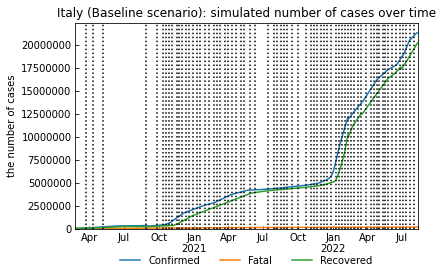 Italy (Baseline scenario): simulated number of cases over time
the number of cases
20000000
17500000
15000000
12500000
10000000
7500000
5000000
2500000
0
Apr Jul Oct Jan Apr Jul Oct Jan Apr Jul
2021 2022
Confirmed Fatal Recovered